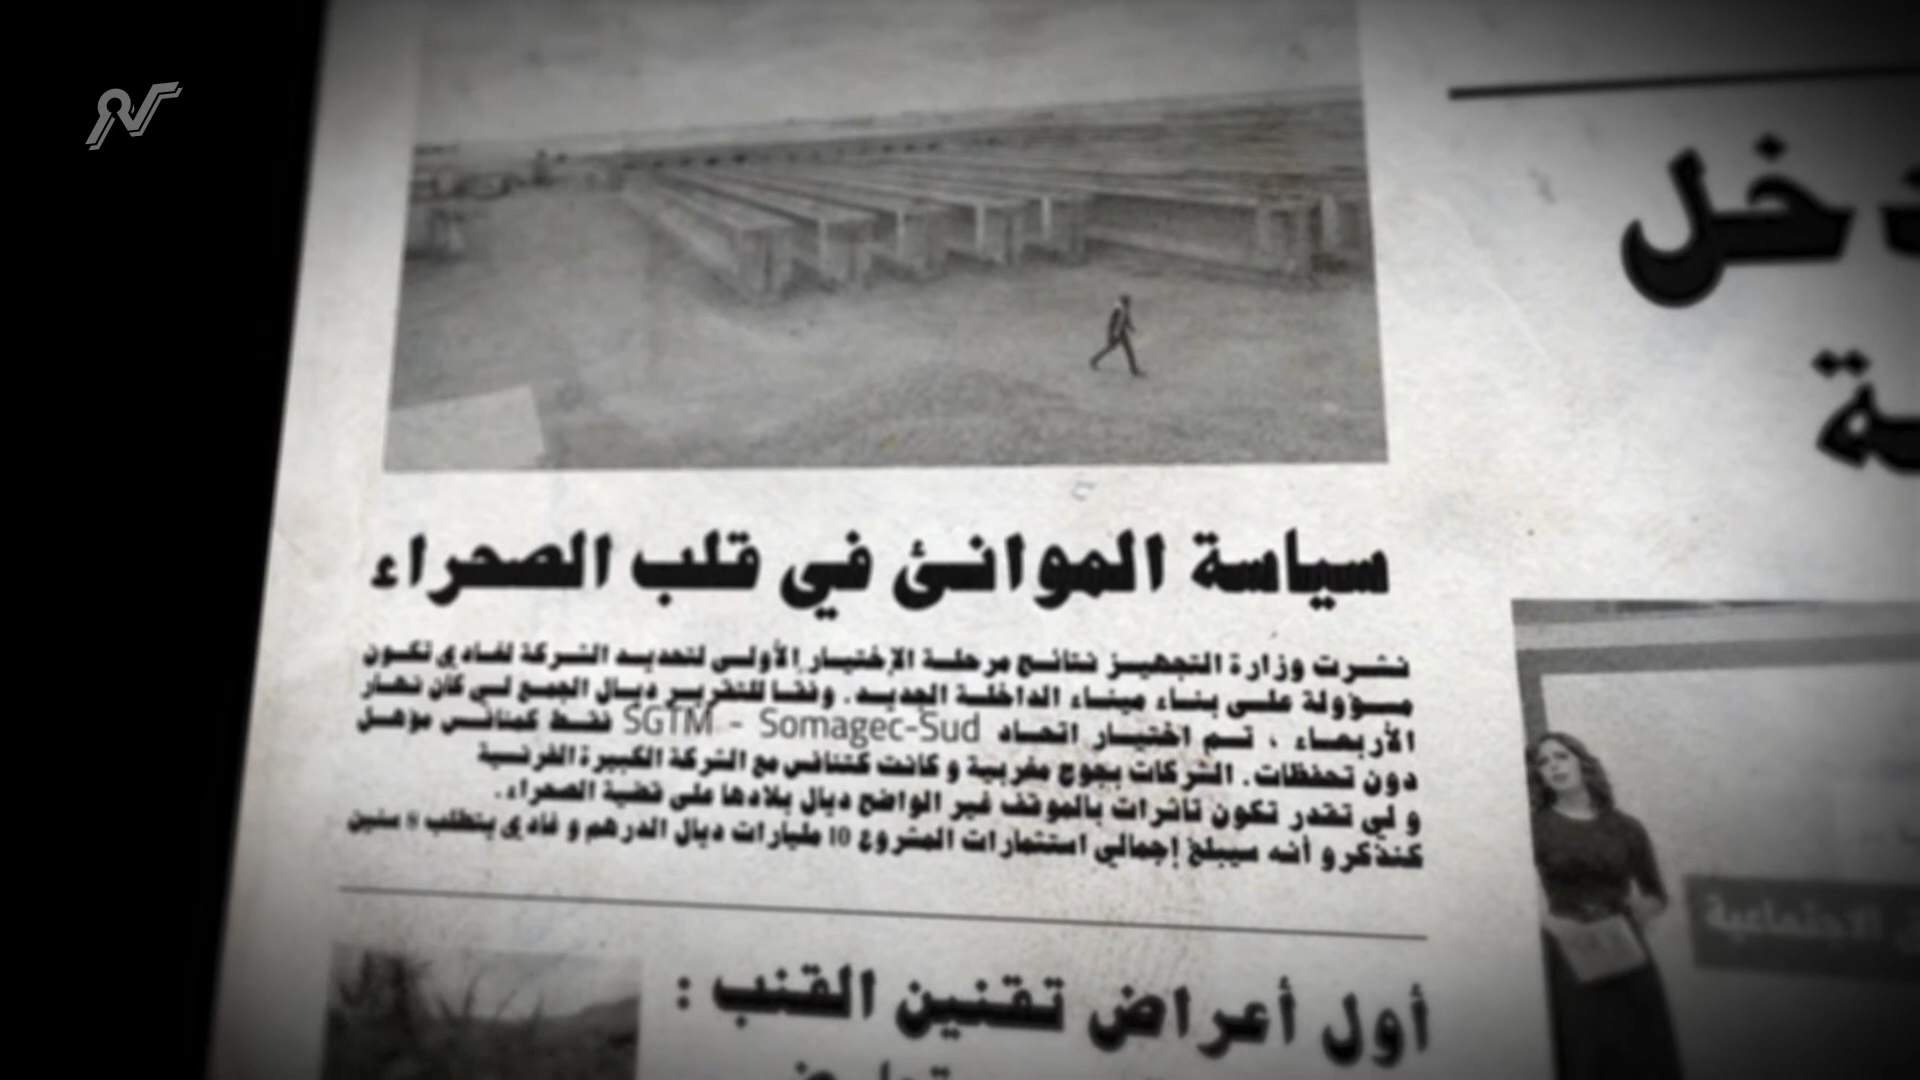 سياسة الموانئ في قلب الصحراء
نشرت وزارة التجهيز نتائج مرحلة الإختيار الأولى لتحديد الشركة لغادي تكون
مسؤولة على بناء ميناء الداخلة الجديد. وفقا للتقرير ديال الجمع لي كان نهار
الأربعاء ، تم اختيار اتحاد SGTM - Somagec-Sud فقط كمنافس مؤهل
دون تحفظات. الشركات بجوج مغربية و كانت كتنافس مع الشركة الكبيرة الفرنسية
و لي تقدر تكون تأثرات بالموقف غير الواضح ديال بلادها على قضية الصحراء.
كنذكرو أنه سيبلغ إجمالي استثمارات المشروع 10 مليارات ديال الدرهم و غادي يتطلب 8 سنين
أول أعراض تقنين القنب :
الاجتماعية